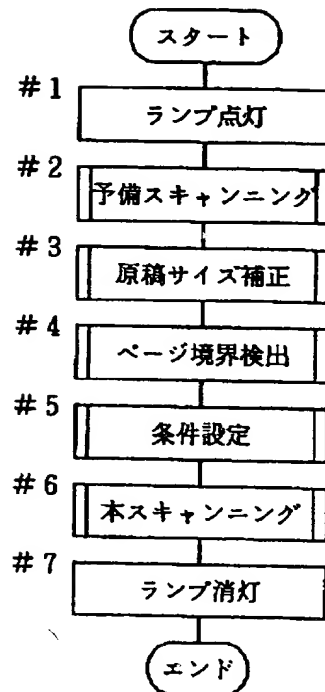 スタート
#1
ランプ点灯
#2
予備スキャンニング
#3
原稿サイズ補正
#4
ページ境界検出
#5
条件設定
#6
本スキャンニング
#7
ランプ消灯
エンド